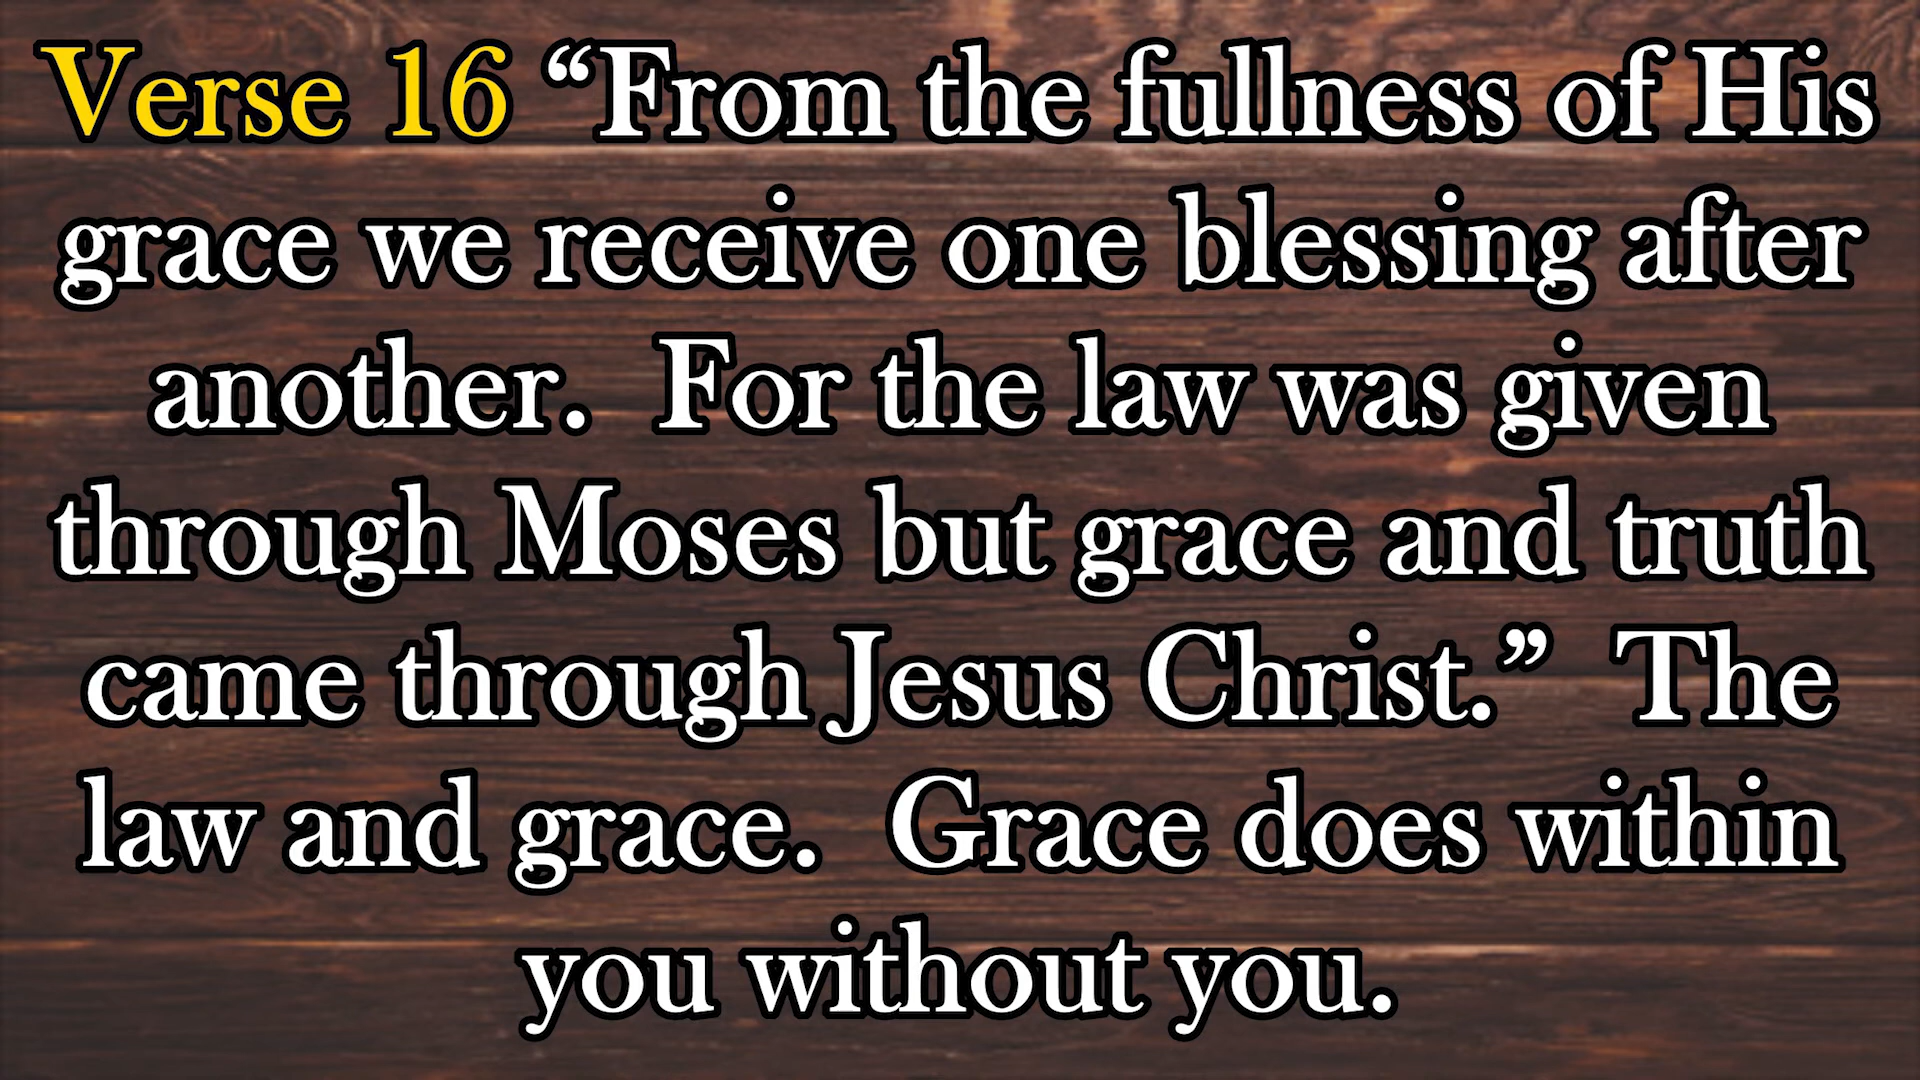 Verse 16 “From the fullness of His
grace we receive one blessing after
another.  For the law was given
through Moses but grace and truth
came through Jesus Christ.”  The
law and grace.  Grace does within
you without you.